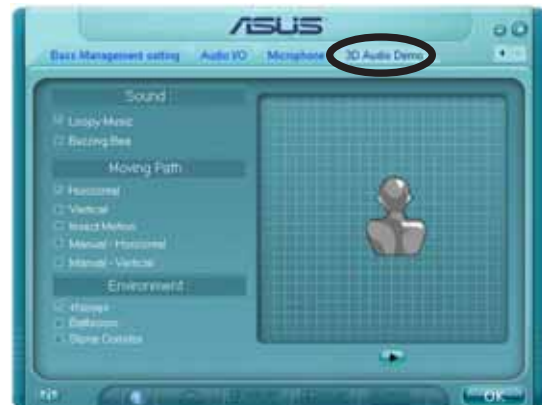 ASUS
Bass Management setting Audio I/O Microphone 3D Audio Demo
Sound
Loopy Music
Buzzing Bee
Moving Path
Horizontal
Vertical
Insect Motion
Manual - Horizontal
Manual - Vertical
Environment
<None>
Bathroom
Stone Corridor
OK